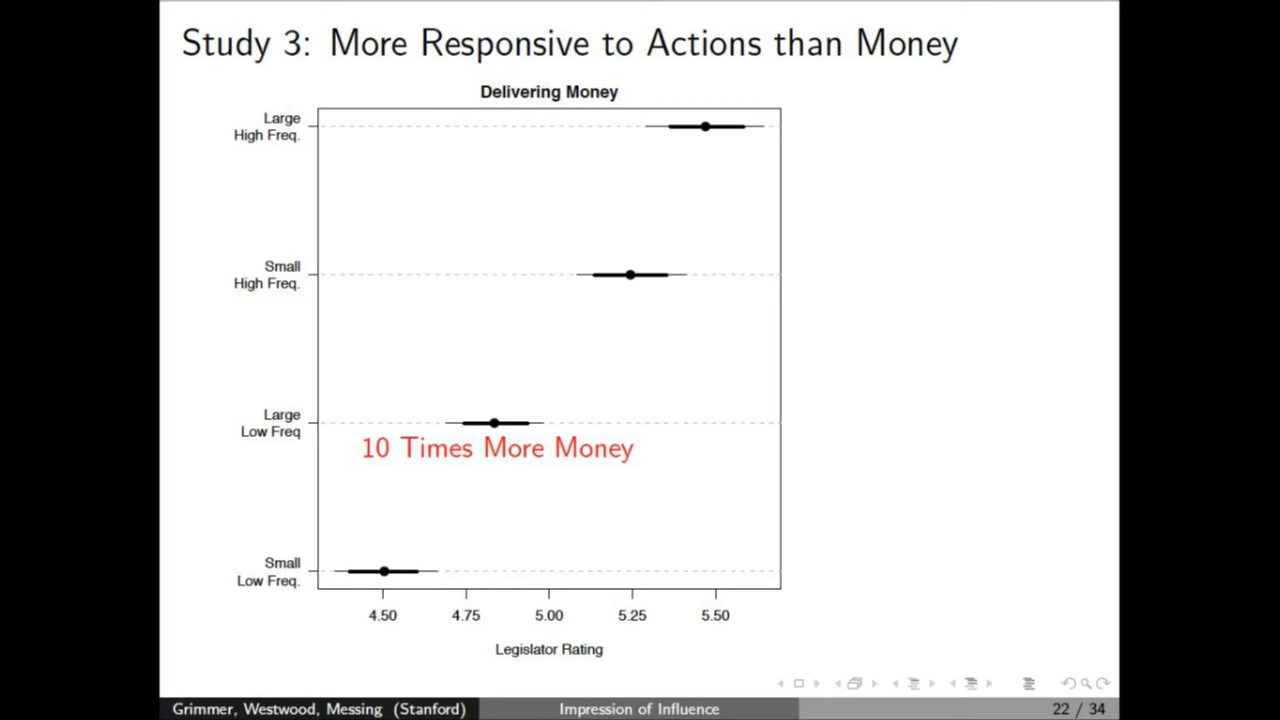 Study 3: More Responsive to Actions than Money
Delivering Money
Large
High Freq.
Small
High Freq.
Large
Low Freq
10 Times More Money
Small
Low Freq.
4.50 4.75 5.00 5.25 5.50
Legislator Rating
Grimmer, Westwood, Messing (Stanford) Impression of Influence 22 / 34